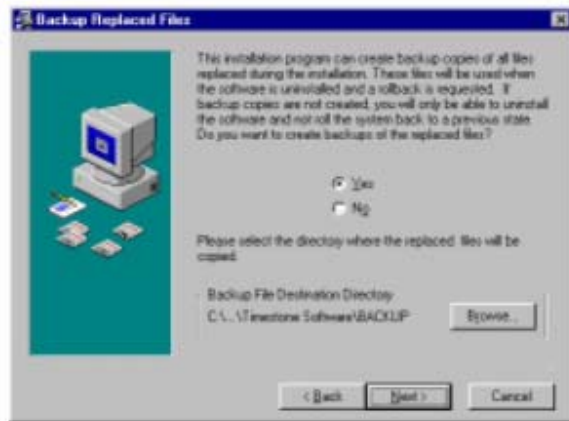 Backup Replaced Files
This installation program can create backup copies of all files
replaced during the installation. These files will be used when
the software is uninstalled and a rollback is requested. If
backup copies are not created, you will only be able to uninstall
the software and not roll the system back to a previous state.
Do you want to create backups of the replaced files?
Yes
No
Please select the directory where the replaced files will be
copied.
Backup File Destination Directory
C:\...\Timestone Software\BACKUP
Browse...
< Back
Next >
Cancel